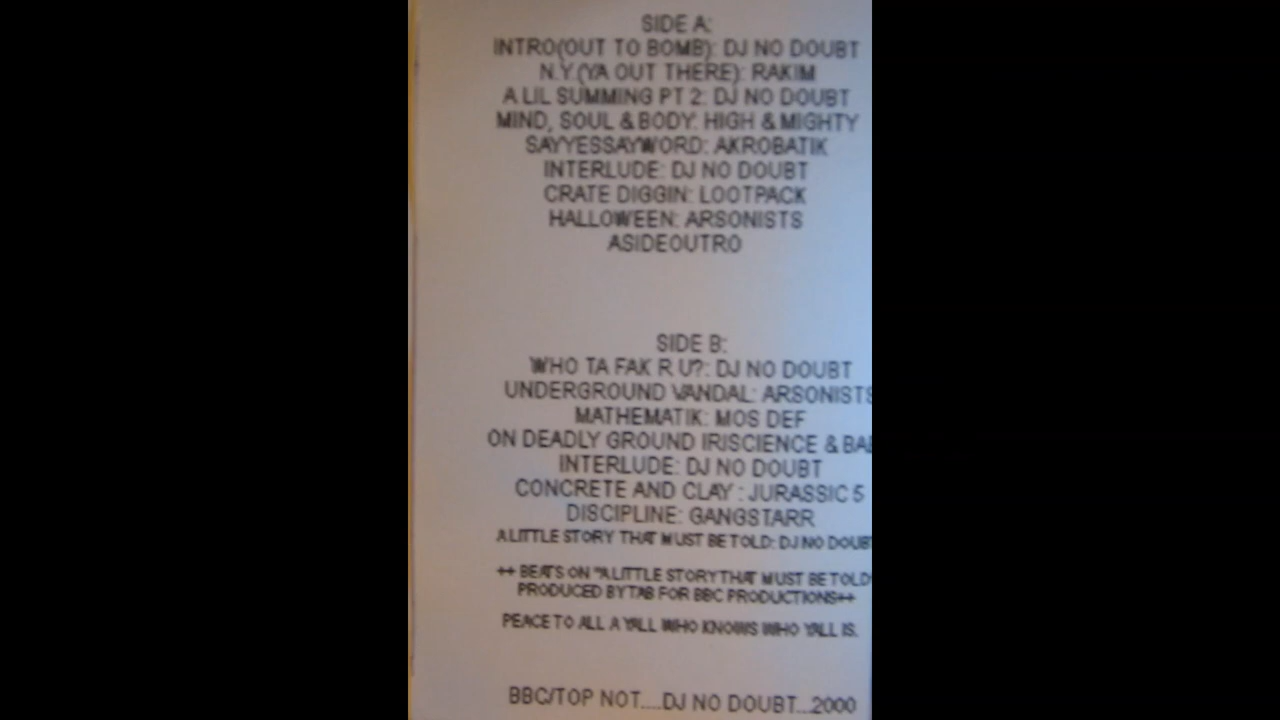 SIDE A:
INTRO(OUT TO BOMB): DJ NO DOUBT
N.Y.(YA OUT THERE): RAKIM
A LIL SUMMING PT 2: DJ NO DOUBT
MIND, SOUL & BODY: HIGH & MIGHTY
SAYYESSAYWORD: AKROBATIK
INTERLUDE: DJ NO DOUBT
CRATE DIGGIN: LOOTPACK
HALLOWEEN: ARSONISTS
ASIDEOUTRO
SIDE B:
WHO TA FAK R U?: DJ NO DOUBT
UNDERGROUND VANDAL: ARSONISTS
MATHEMATIK: MOS DEF
ON DEADLY GROUND IRISCIENCE & BA
INTERLUDE: DJ NO DOUBT
CONCRETE AND CLAY : JURASSIC 5
DISCIPLINE: GANGSTARR
A LITTLE STORY THAT MUST BE TOLD: DJ NO DOUBT
++ BEATS ON "A LITTLE STORY THAT MUST BE TOLD"
PRODUCED BY TAB FOR BBC PRODUCTIONS++
PEACE TO ALL A YALL WHO KNOWS WHO YALL IS.
BBC/TOP NOT....DJ NO DOUBT...2000